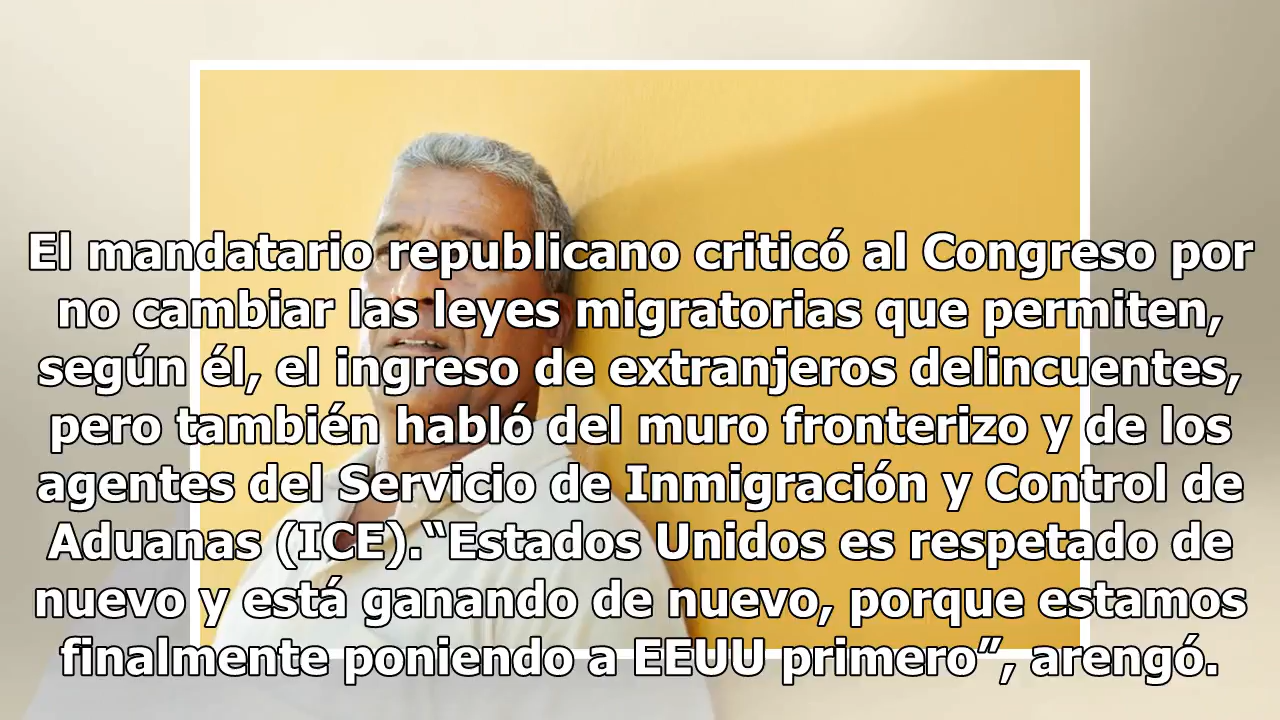 El mandatario republicano criticó al Congreso por
no cambiar las leyes migratorias que permiten,
según él, el ingreso de extranjeros delincuentes,
pero también habló del muro fronterizo y de los
agentes del Servicio de Inmigración y Control de
Aduanas (ICE).“Estados Unidos es respetado de
nuevo y está ganando de nuevo, porque estamos
finalmente poniendo a EEUU primero”, arengó.